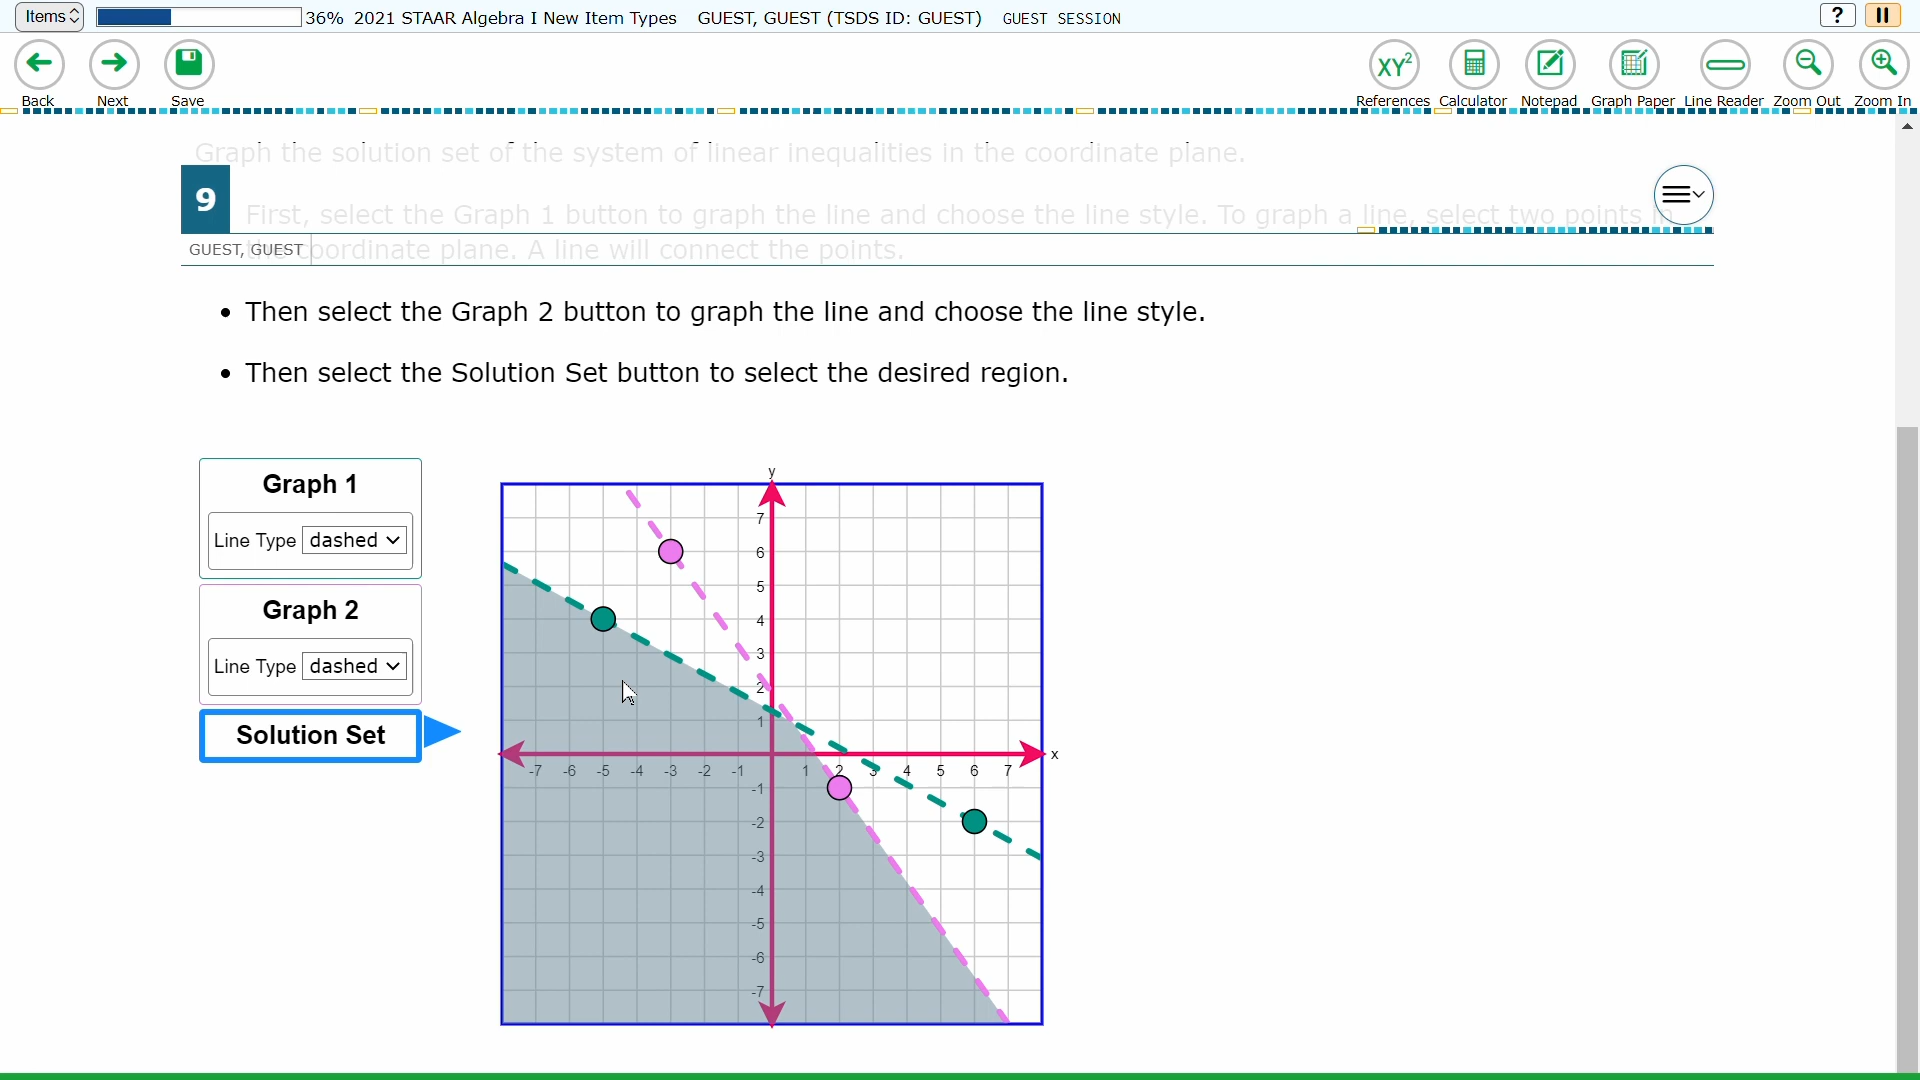 Items 36% 2021 STAAR Algebra I New Item Types GUEST, GUEST (TSDS ID: GUEST) GUEST SESSION ?
XY2
Back Next Save References Calculator Notepad Graph Paper Line Reader Zoom Out Zoom In
Graph the solution set of the system of linear inequalities in the coordinate plane.
9
First, select the Graph 1 button to graph the line and choose the line style. To graph a line, select two points in
the coordinate plane. A line will connect the points.
GUEST, GUEST
• Then select the Graph 2 button to graph the line and choose the line style.
• Then select the Solution Set button to select the desired region.
Graph 1
Line Type dashed
Graph 2
Line Type dashed
Solution Set
y
7
6
5
4
3
2
1
x
-7 -6 -5 -4 -3 -2 -1 1 2 3 4 5 6 7
-1
-2
-3
-4
-5
-6
-7